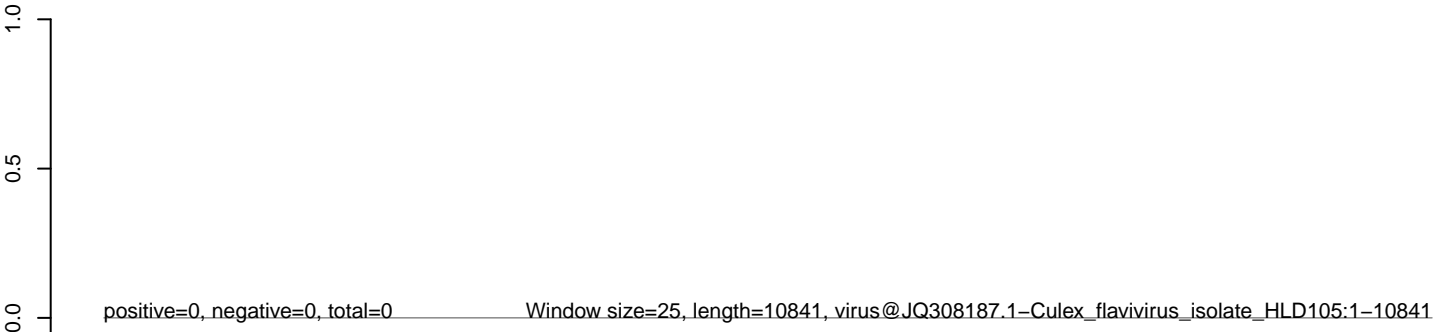 1.0
0.5
0.0
positive=0, negative=0, total=0 Window size=25, length=10841, virus@JQ308187.1−Culex_flavivirus_isolate_HLD105:1−10841